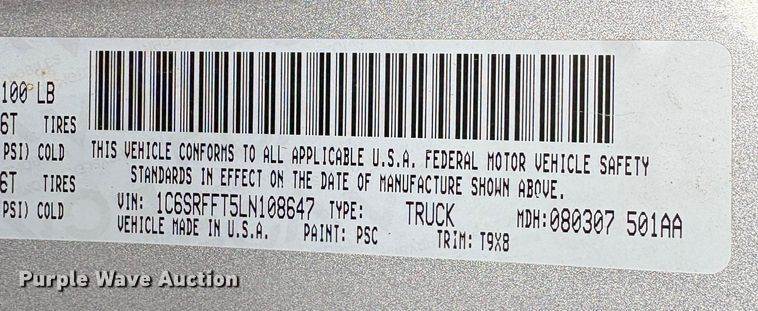 100 LB
6T TIRES
PSI) COLD
6T TIRES
PSI) COLD
THIS VEHICLE CONFORMS TO ALL APPLICABLE U.S.A. FEDERAL MOTOR VEHICLE SAFETY
STANDARDS IN EFFECT ON THE DATE OF MANUFACTURE SHOWN ABOVE.
VIN: 1C6SRFFT5LN108647 TYPE: TRUCK MDH:080307 501AA
VEHICLE MADE IN U.S.A. PAINT: PSC TRIM: T9X8
Purple Wave Auction